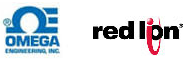 OMEGA
ENGINEERING, INC.
red lion